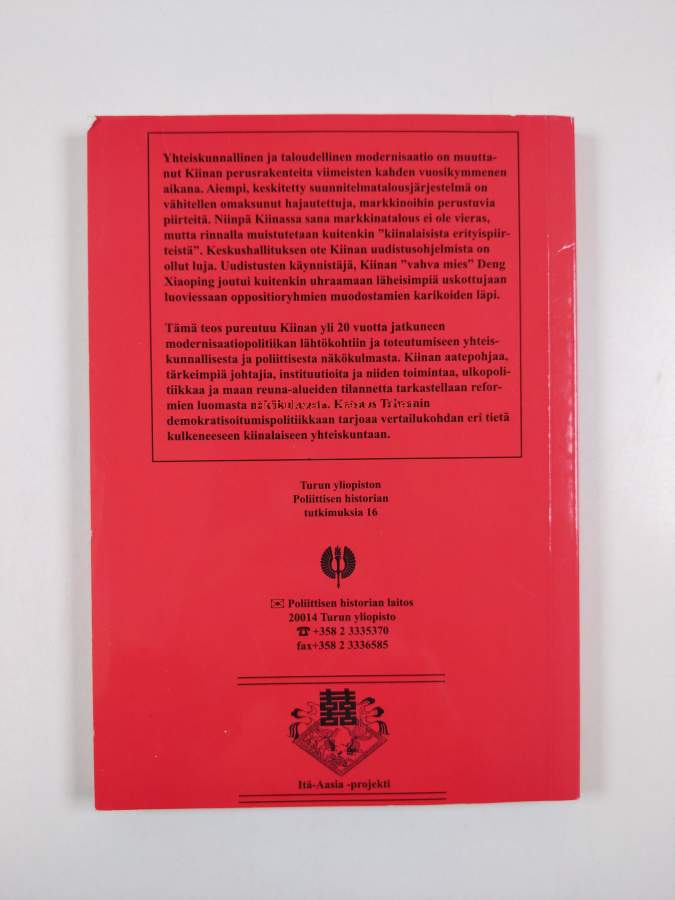 Yhteiskunnallinen ja taloudellinen modernisaatio on muutta-
nut Kiinan perusrakenteita viimeisten kahden vuosikymmenen
aikana. Aiempi, keskitetty suunnitelmatalousjärjestelmä on
vähitellen omaksunut hajautettuja, markkinoihin perustuvia
piirteitä. Niinpä Kiinassa sana markkinatalous ei ole vieras,
mutta rinnalla muistutetaan kuitenkin ”kiinalaisista erityispiir-
teistä”. Keskushallituksen ote Kiinan uudistusohjelmista on
ollut luja. Uudistusten käynnistäjä, Kiinan ”vahva mies” Deng
Xiaoping joutui kuitenkin uhraamaan läheisimpiä uskottujaan
luoviessaan oppositioryhmien muodostamien karikoiden läpi.
Tämä teos pureutuu Kiinan yli 20 vuotta jatkuneen
modernisaatiopolitiikan lähtökohtiin ja toteutumiseen yhteis-
kunnallisesta ja poliittisesta näkökulmasta. Kiinan aatepohjaa,
tärkeimpiä johtajia, instituutioita ja niiden toimintaa, ulkopoli-
tiikkaa ja maan reuna-alueiden tilannetta tarkastellaan refor-
mien luomasta näkökulmasta. Katsaus Taiwanin
demokratisoitumispolitiikkaan tarjoaa vertailukohdan eri tietä
kulkeneeseen kiinalaiseen yhteiskuntaan.
Turun yliopiston
Poliittisen historian
tutkimuksia 16
Poliittisen historian laitos
20014 Turun yliopisto
☎ +358 2 3335370
fax+358 2 3336585
囍
Itä-Aasia -projekti